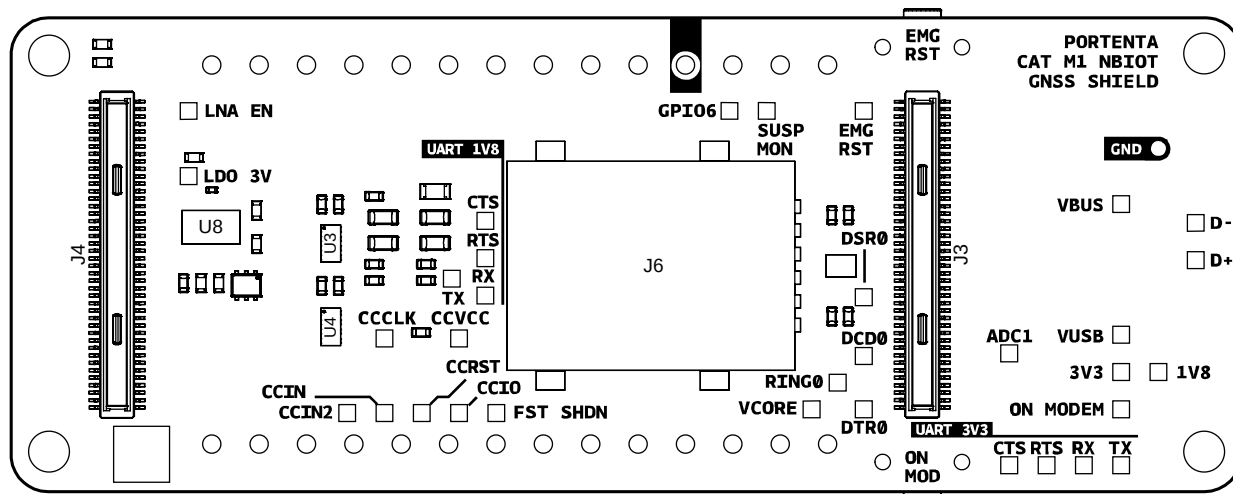 EMG
RST
PORTENTA
CAT M1 NBIOT
GNSS SHIELD
LNA EN
GPIO6
SUSP
MON
EMG
RST
UART 1V8
GND
LDO 3V
CTS
VBUS
U8
U3
RTS
DSR0
D-
J4
J6
J3
D+
RX
TX
U4
CCCLK
CCVCC
DCD0
ADC1
VUSB
CCRST
3V3
1V8
CCIN
CCIO
RING0
CCIN2
FST SHDN
VCORE
ON MODEM
DTR0
UART 3V3
CTS
RTS
RX
TX
ON
MOD